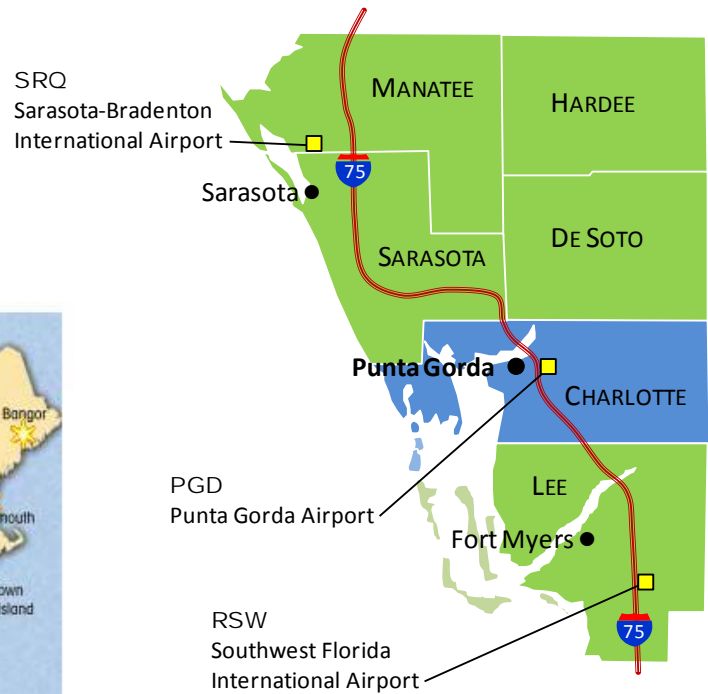 SRQ
Sarasota-Bradenton
International Airport
MANATEE
HARDEE
75
Sarasota
SARASOTA
DE SOTO
Punta Gorda
CHARLOTTE
Bangor
PGD
Punta Gorda Airport
LEE
Fort Myers
RSW
Southwest Florida
International Airport
75
Island